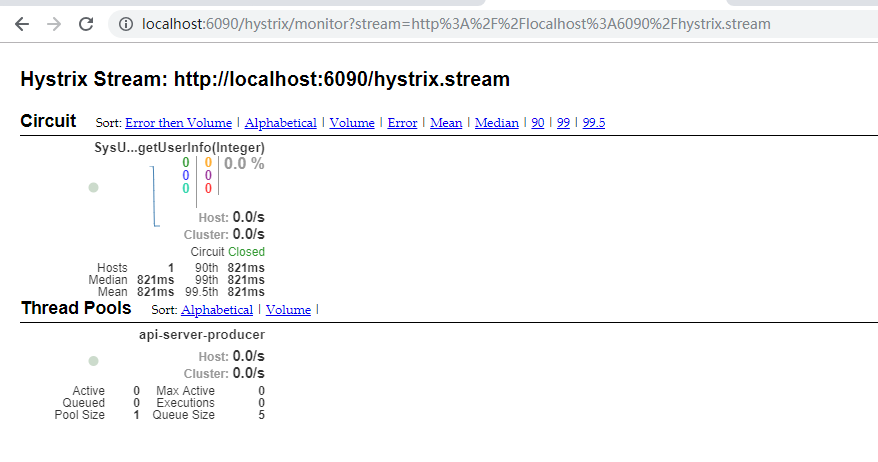 localhost:6090/hystrix/monitor?stream=http%3A%2F%2Flocalhost%3A6090%2Fhystrix.stream
Hystrix Stream: http://localhost:6090/hystrix.stream
Circuit Sort: Error then Volume | Alphabetical | Volume | Error | Mean | Median | 90 | 99 | 99.5
SysU...getUserInfo(Integer)
0 0 0.0 %
0 0
0 0
Host: 0.0/s
Cluster: 0.0/s
Circuit Closed
Hosts 1 90th 821ms
Median 821ms 99th 821ms
Mean 821ms 99.5th 821ms
Thread Pools Sort: Alphabetical | Volume |
api-server-producer
Host: 0.0/s
Cluster: 0.0/s
Active 0 Max Active 0
Queued 0 Executions 0
Pool Size 1 Queue Size 5